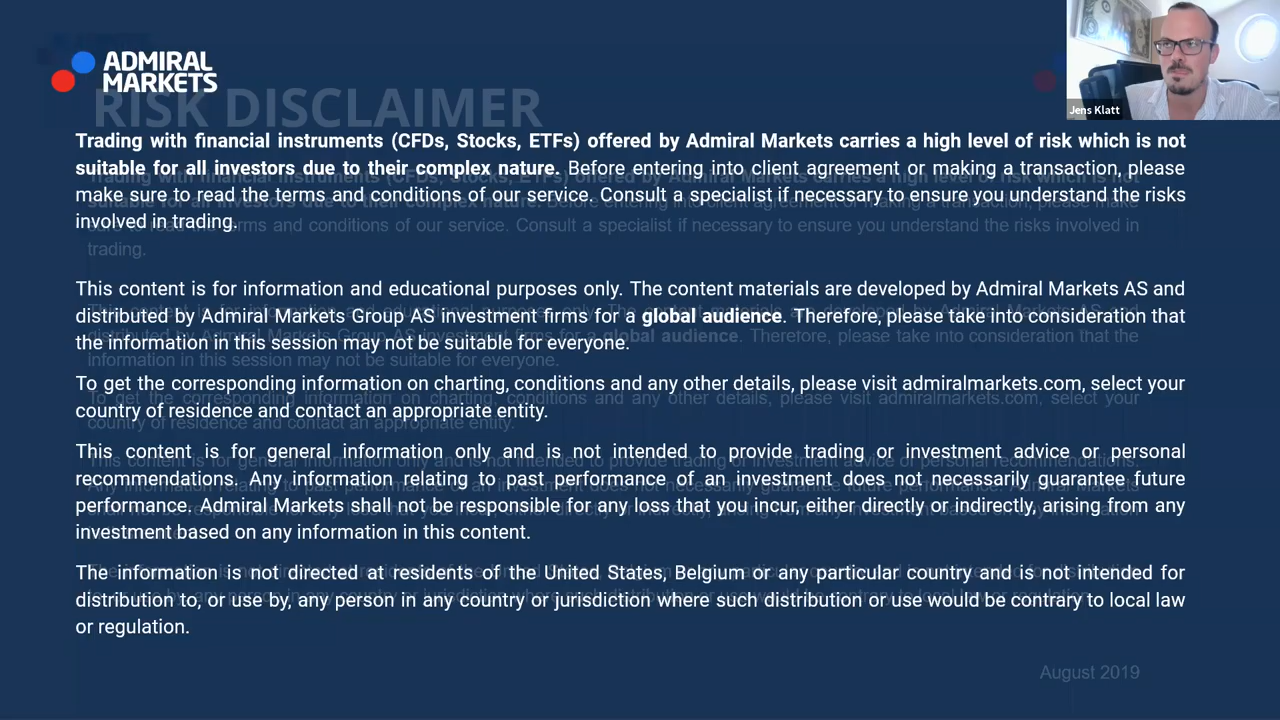 ADMIRAL
MARKETS
Jens Klatt
RISK DISCLAIMER
Trading with financial instruments (CFDs, Stocks, ETFs) offered by Admiral Markets carries a high level of risk which is not
suitable for all investors due to their complex nature. Before entering into client agreement or making a transaction, please
make sure to read the terms and conditions of our service. Consult a specialist if necessary to ensure you understand the risks
involved in trading.
This content is for information and educational purposes only. The content materials are developed by Admiral Markets AS and
distributed by Admiral Markets Group AS investment firms for a global audience. Therefore, please take into consideration that
the information in this session may not be suitable for everyone.
To get the corresponding information on charting, conditions and any other details, please visit admiralmarkets.com, select your
country of residence and contact an appropriate entity.
This content is for general information only and is not intended to provide trading or investment advice or personal
recommendations. Any information relating to past performance of an investment does not necessarily guarantee future
performance. Admiral Markets shall not be responsible for any loss that you incur, either directly or indirectly, arising from any
investment based on any information in this content.
The information is not directed at residents of the United States, Belgium or any particular country and is not intended for
distribution to, or use by, any person in any country or jurisdiction where such distribution or use would be contrary to local law
or regulation.
August 2019